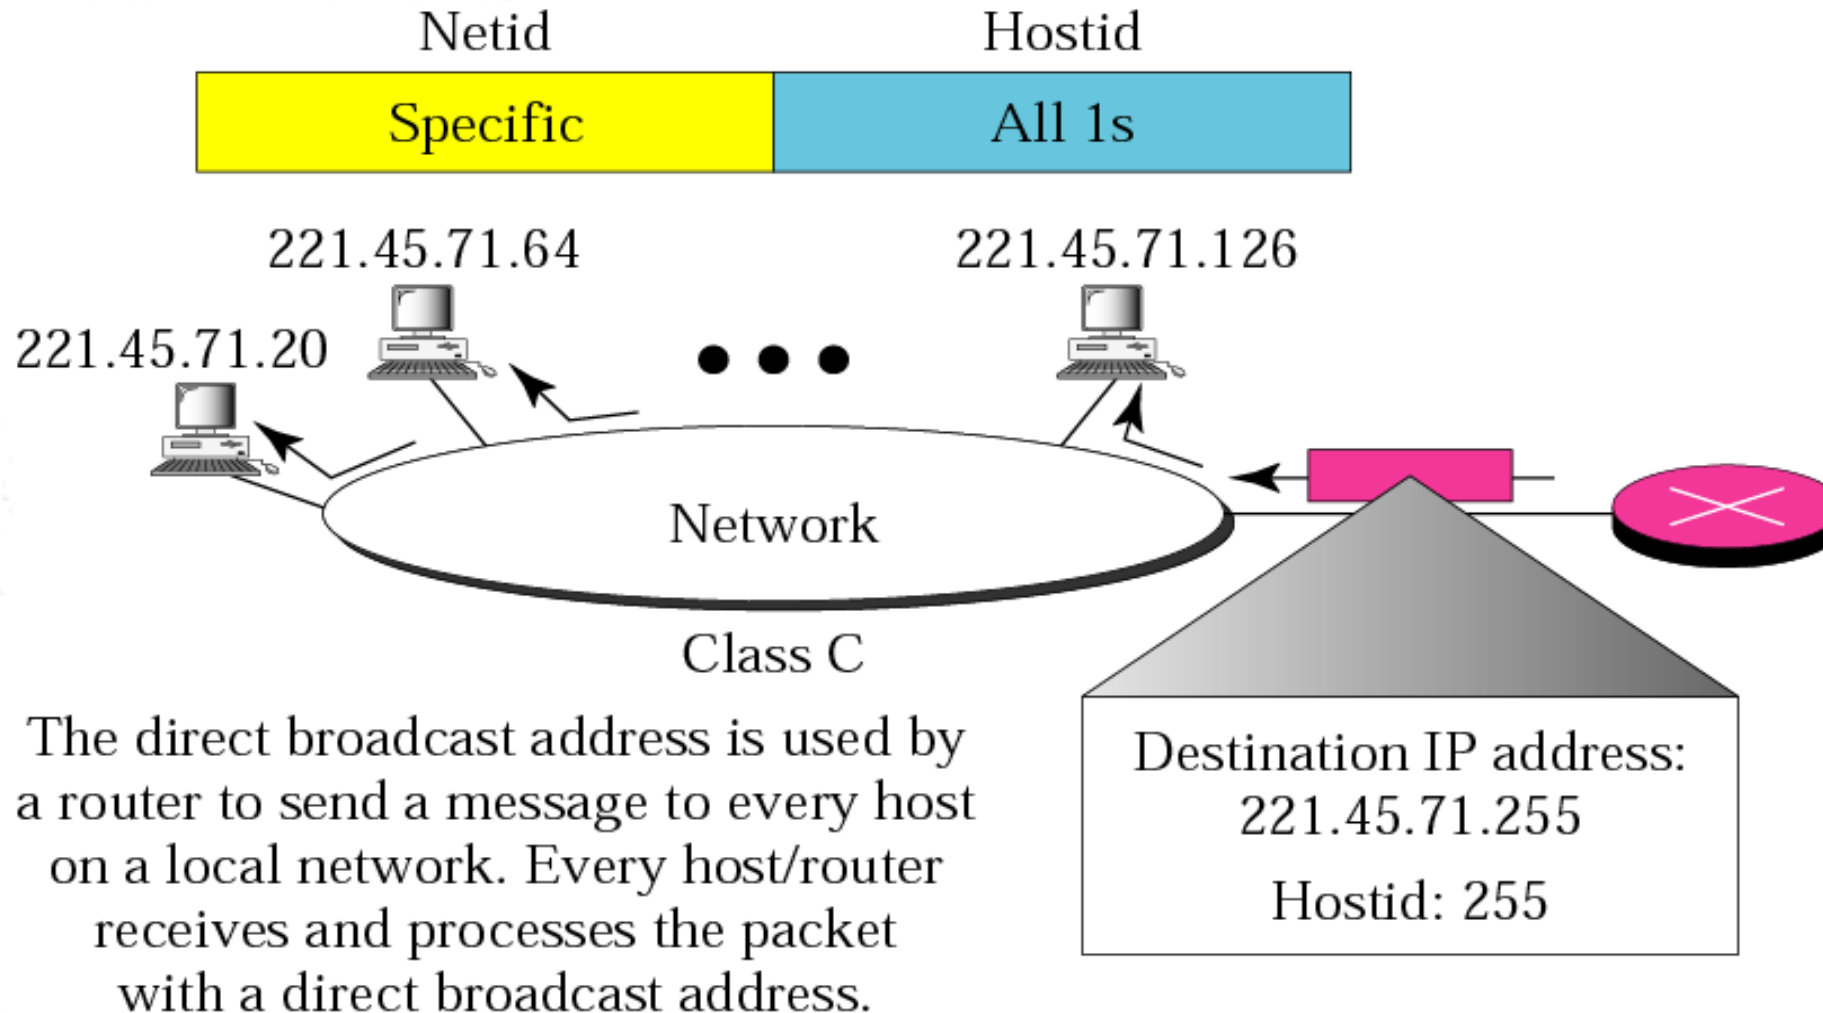 Netid
Hostid
Specific
All 1s
221.45.71.64
221.45.71.126
221.45.71.20
Network
Class C
The direct broadcast address is used by
a router to send a message to every host
on a local network. Every host/router
receives and processes the packet
with a direct broadcast address.
Destination IP address:
221.45.71.255
Hostid: 255